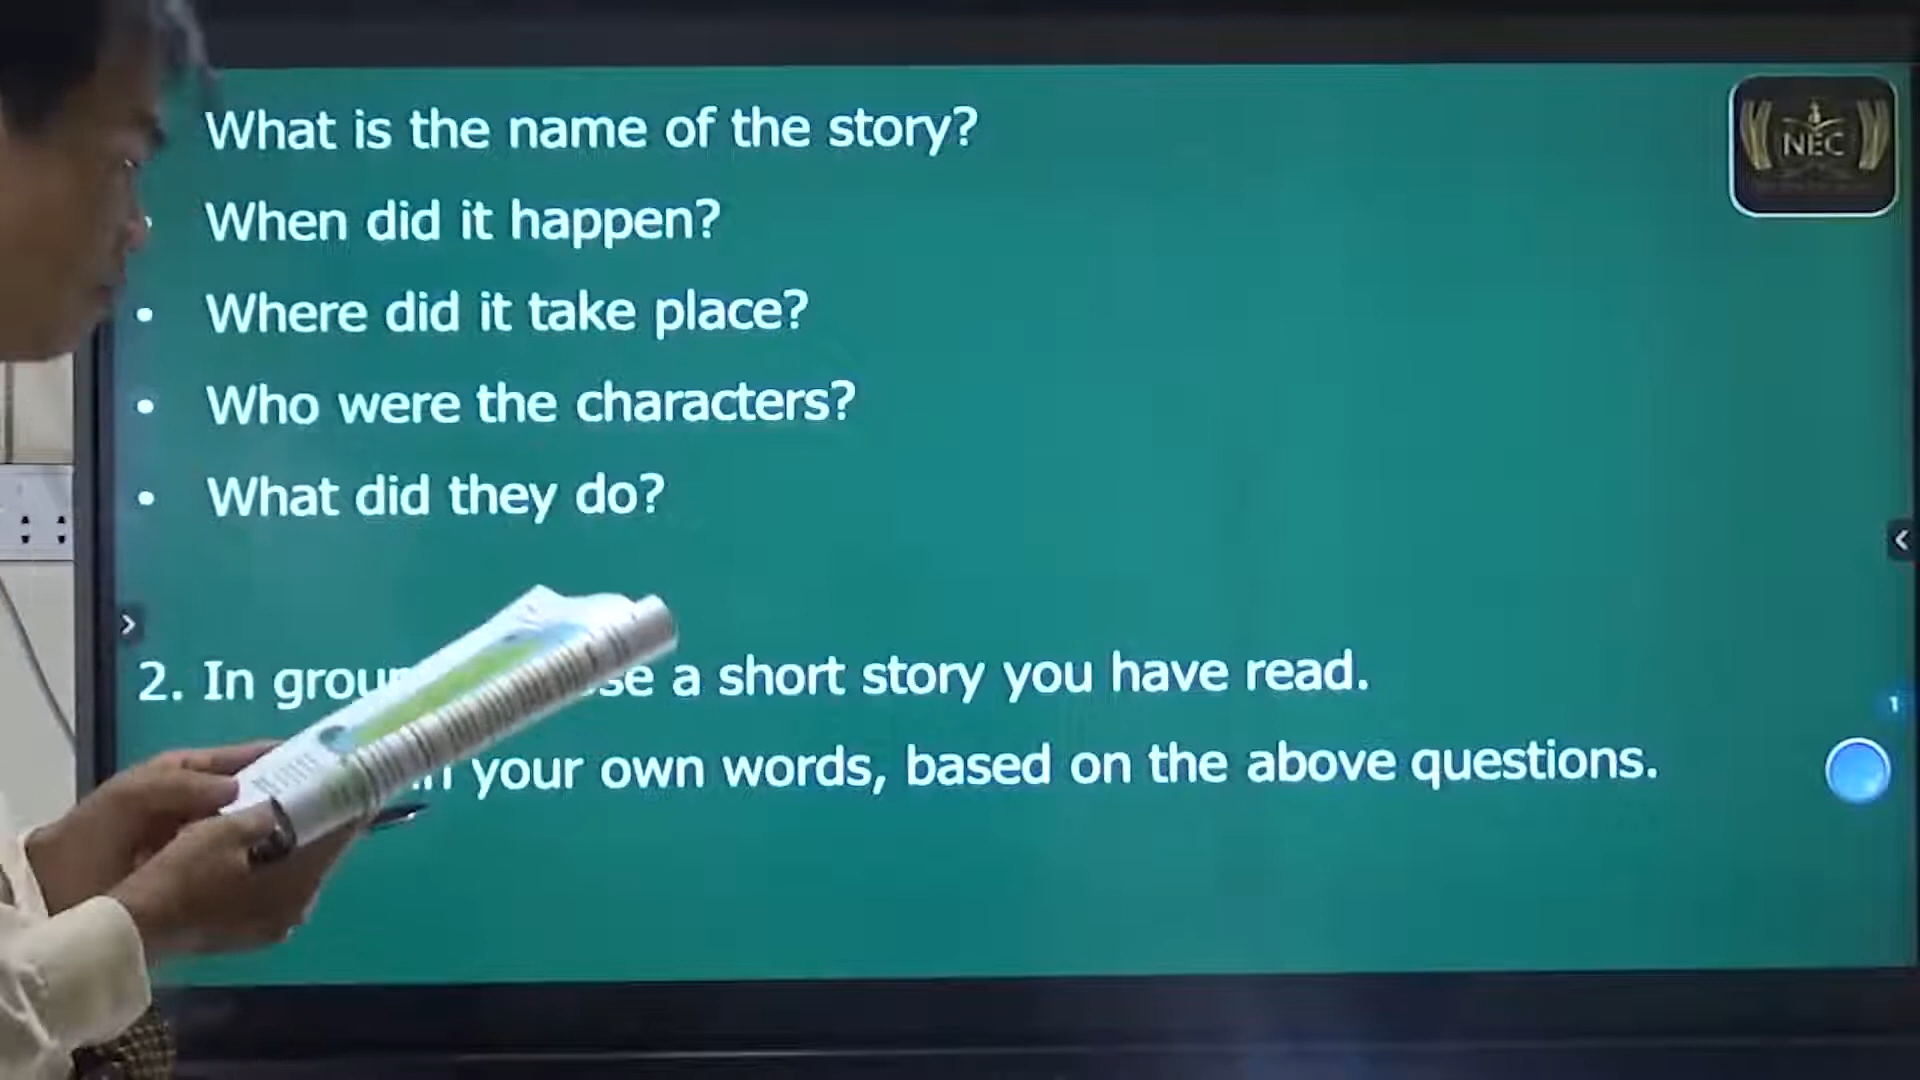 What is the name of the story?
When did it happen?
• Where did it take place?
• Who were the characters?
• What did they do?
2. In a short story you have read.
your own words, based on the above questions.
NEC
1